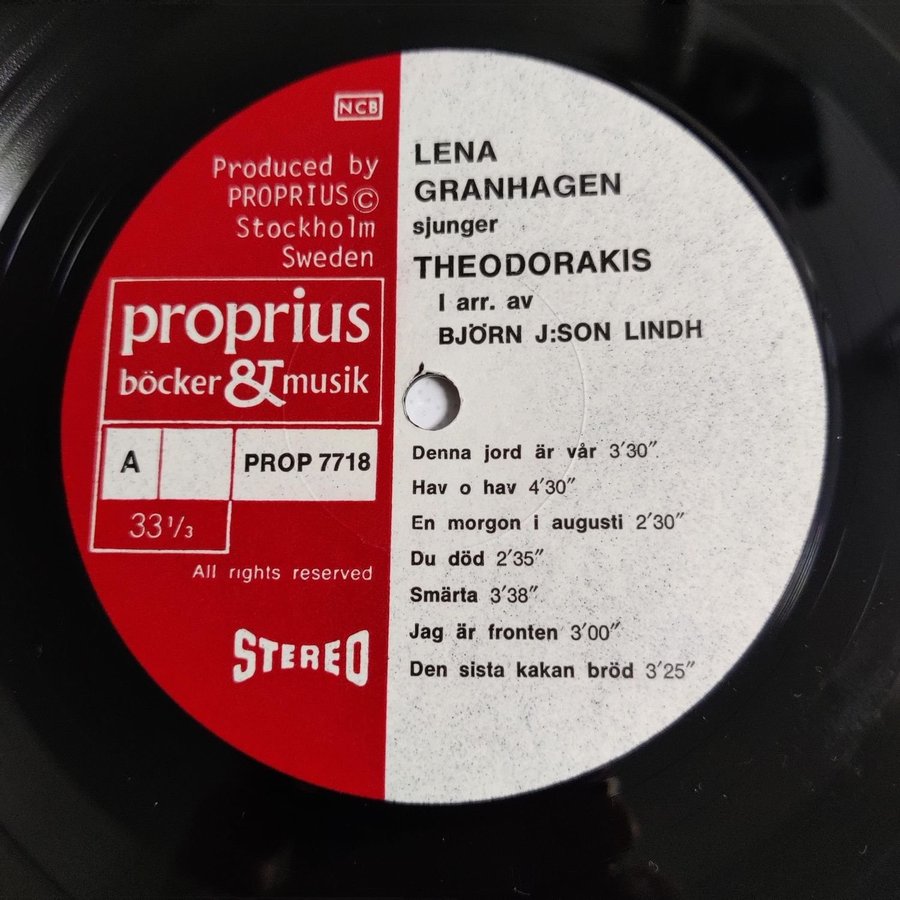 NCB
Produced by
PROPRIUS©
Stockholm
Sweden
proprius
böcker & musik
A
PROP 7718
33 1/3
All rights reserved
STEREO
LENA
GRANHAGEN
sjunger
THEODORAKIS
I arr. av
BJÖRN J:SON LINDH
Denna jord är vår 3′30″
Hav o hav 4′30″
En morgon i augusti 2′30″
Du död 2′35″
Smärta 3′38″
Jag är fronten 3′00″
Den sista kakan bröd 3′25″